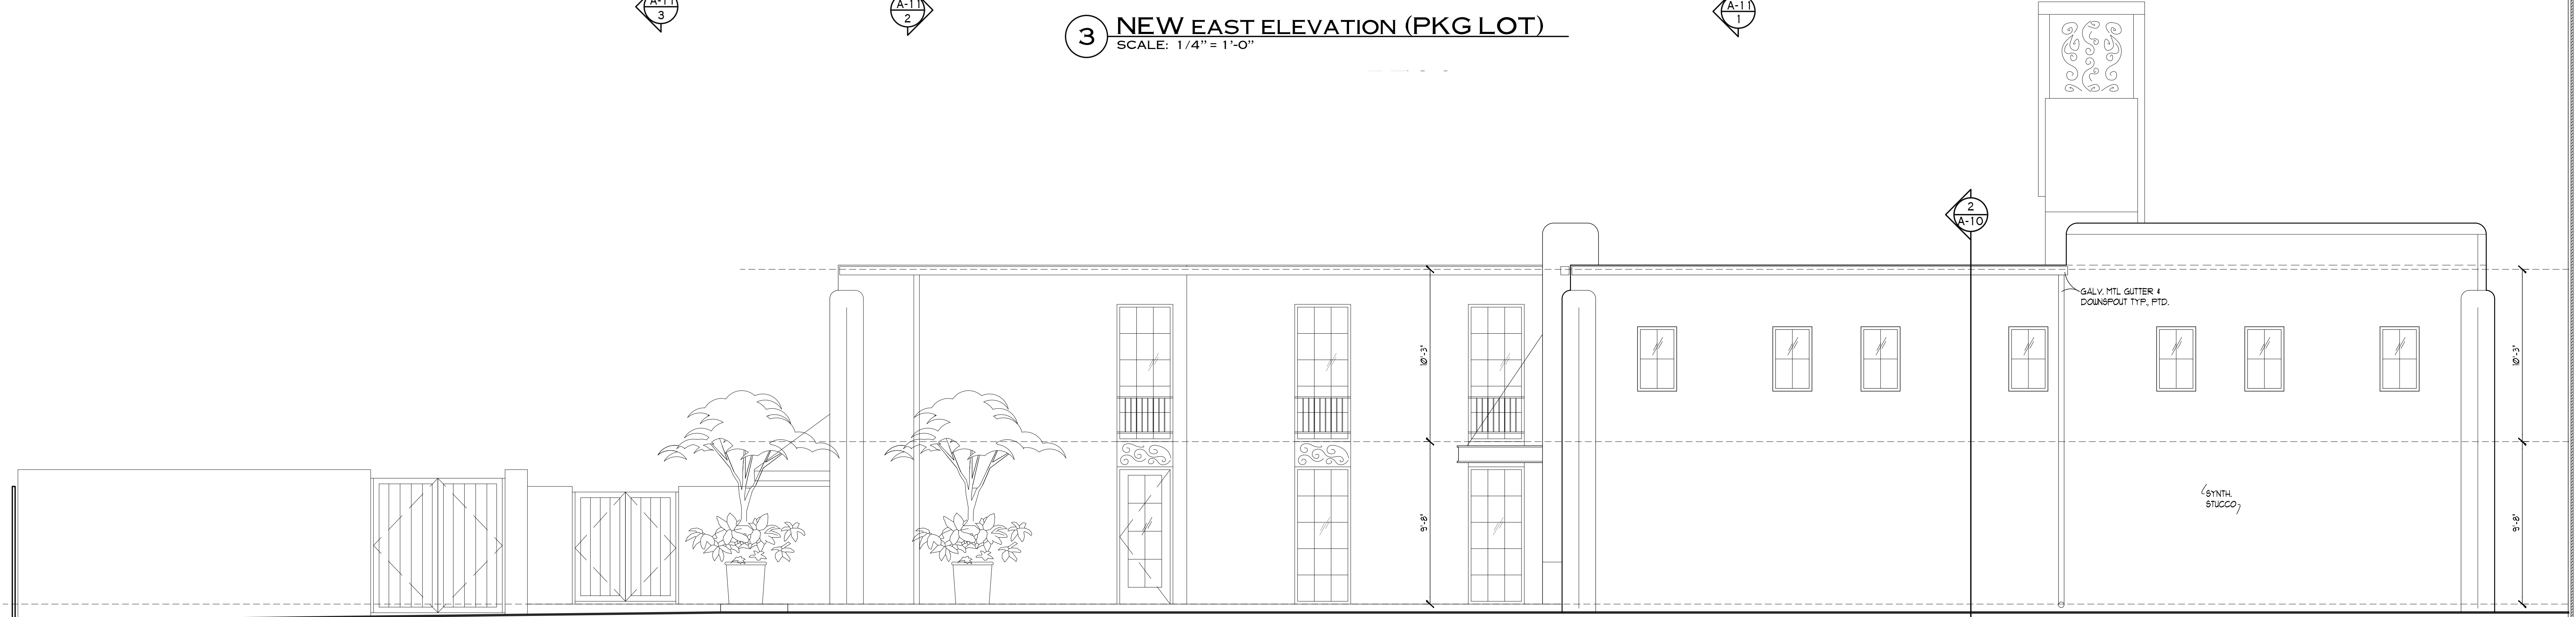 A-11
3
A-11
2
3 NEW EAST ELEVATION (PKG LOT)
SCALE: 1/4" = 1'-0"
A-11
1
2
A-10
GALV. MTL GUTTER &
DOWNSPOUT TYP., PTD.
10'-3"
10'-3"
SYNTH.
STUCCO
9'-8"
9'-8"